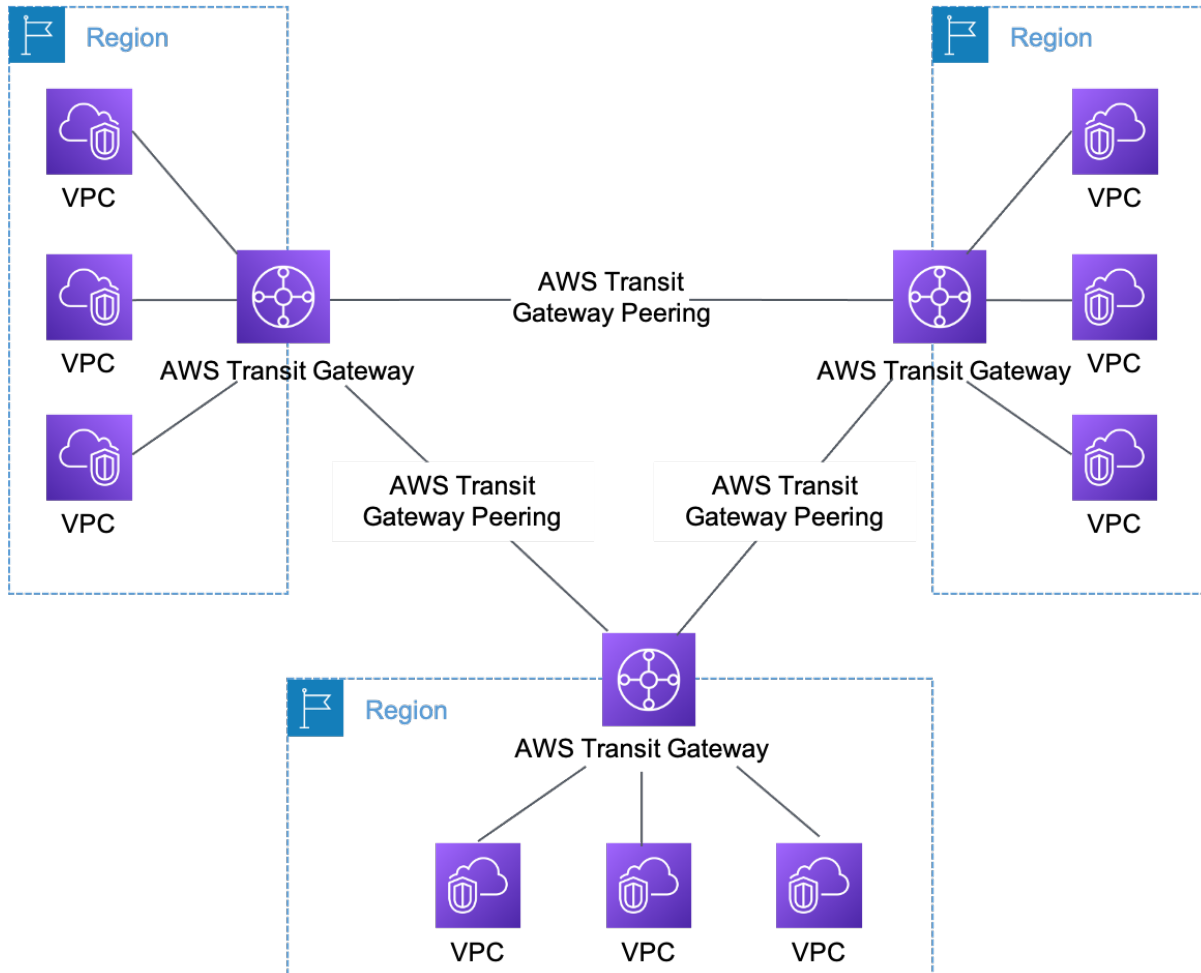 Region
Region
VPC
VPC
VPC
VPC
VPC
VPC
AWS Transit Gateway
AWS Transit
Gateway Peering
AWS Transit Gateway
AWS Transit
Gateway Peering
AWS Transit
Gateway Peering
Region
AWS Transit Gateway
VPC
VPC
VPC